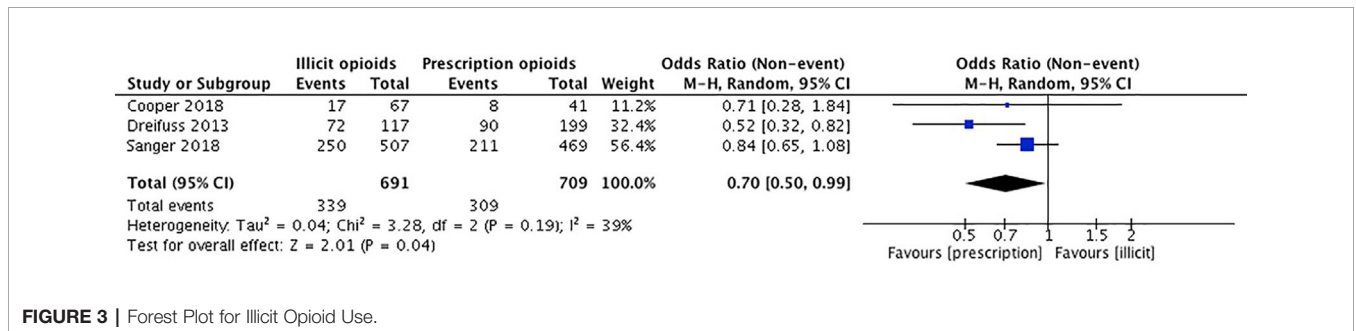 Illicit opioids Prescription opioids Odds Ratio (Non-event) Odds Ratio (Non-event)
Study or Subgroup Events Total Events Total Weight M-H, Random, 95% CI M-H, Random, 95% CI
Cooper 2018 17 67 8 41 11.2% 0.71 [0.28, 1.84]
Dreifuss 2013 72 117 90 199 32.4% 0.52 [0.32, 0.82]
Sanger 2018 250 507 211 469 56.4% 0.84 [0.65, 1.08]
Total (95% CI) 691 709 100.0% 0.70 [0.50, 0.99]
Total events 339 309
Heterogeneity: Tau² = 0.04; Chi² = 3.28, df = 2 (P = 0.19); I² = 39%
Test for overall effect: Z = 2.01 (P = 0.04)
0.5 0.7 1 1.5 2
Favours [prescription] Favours [illicit]
FIGURE 3 | Forest Plot for Illicit Opioid Use.